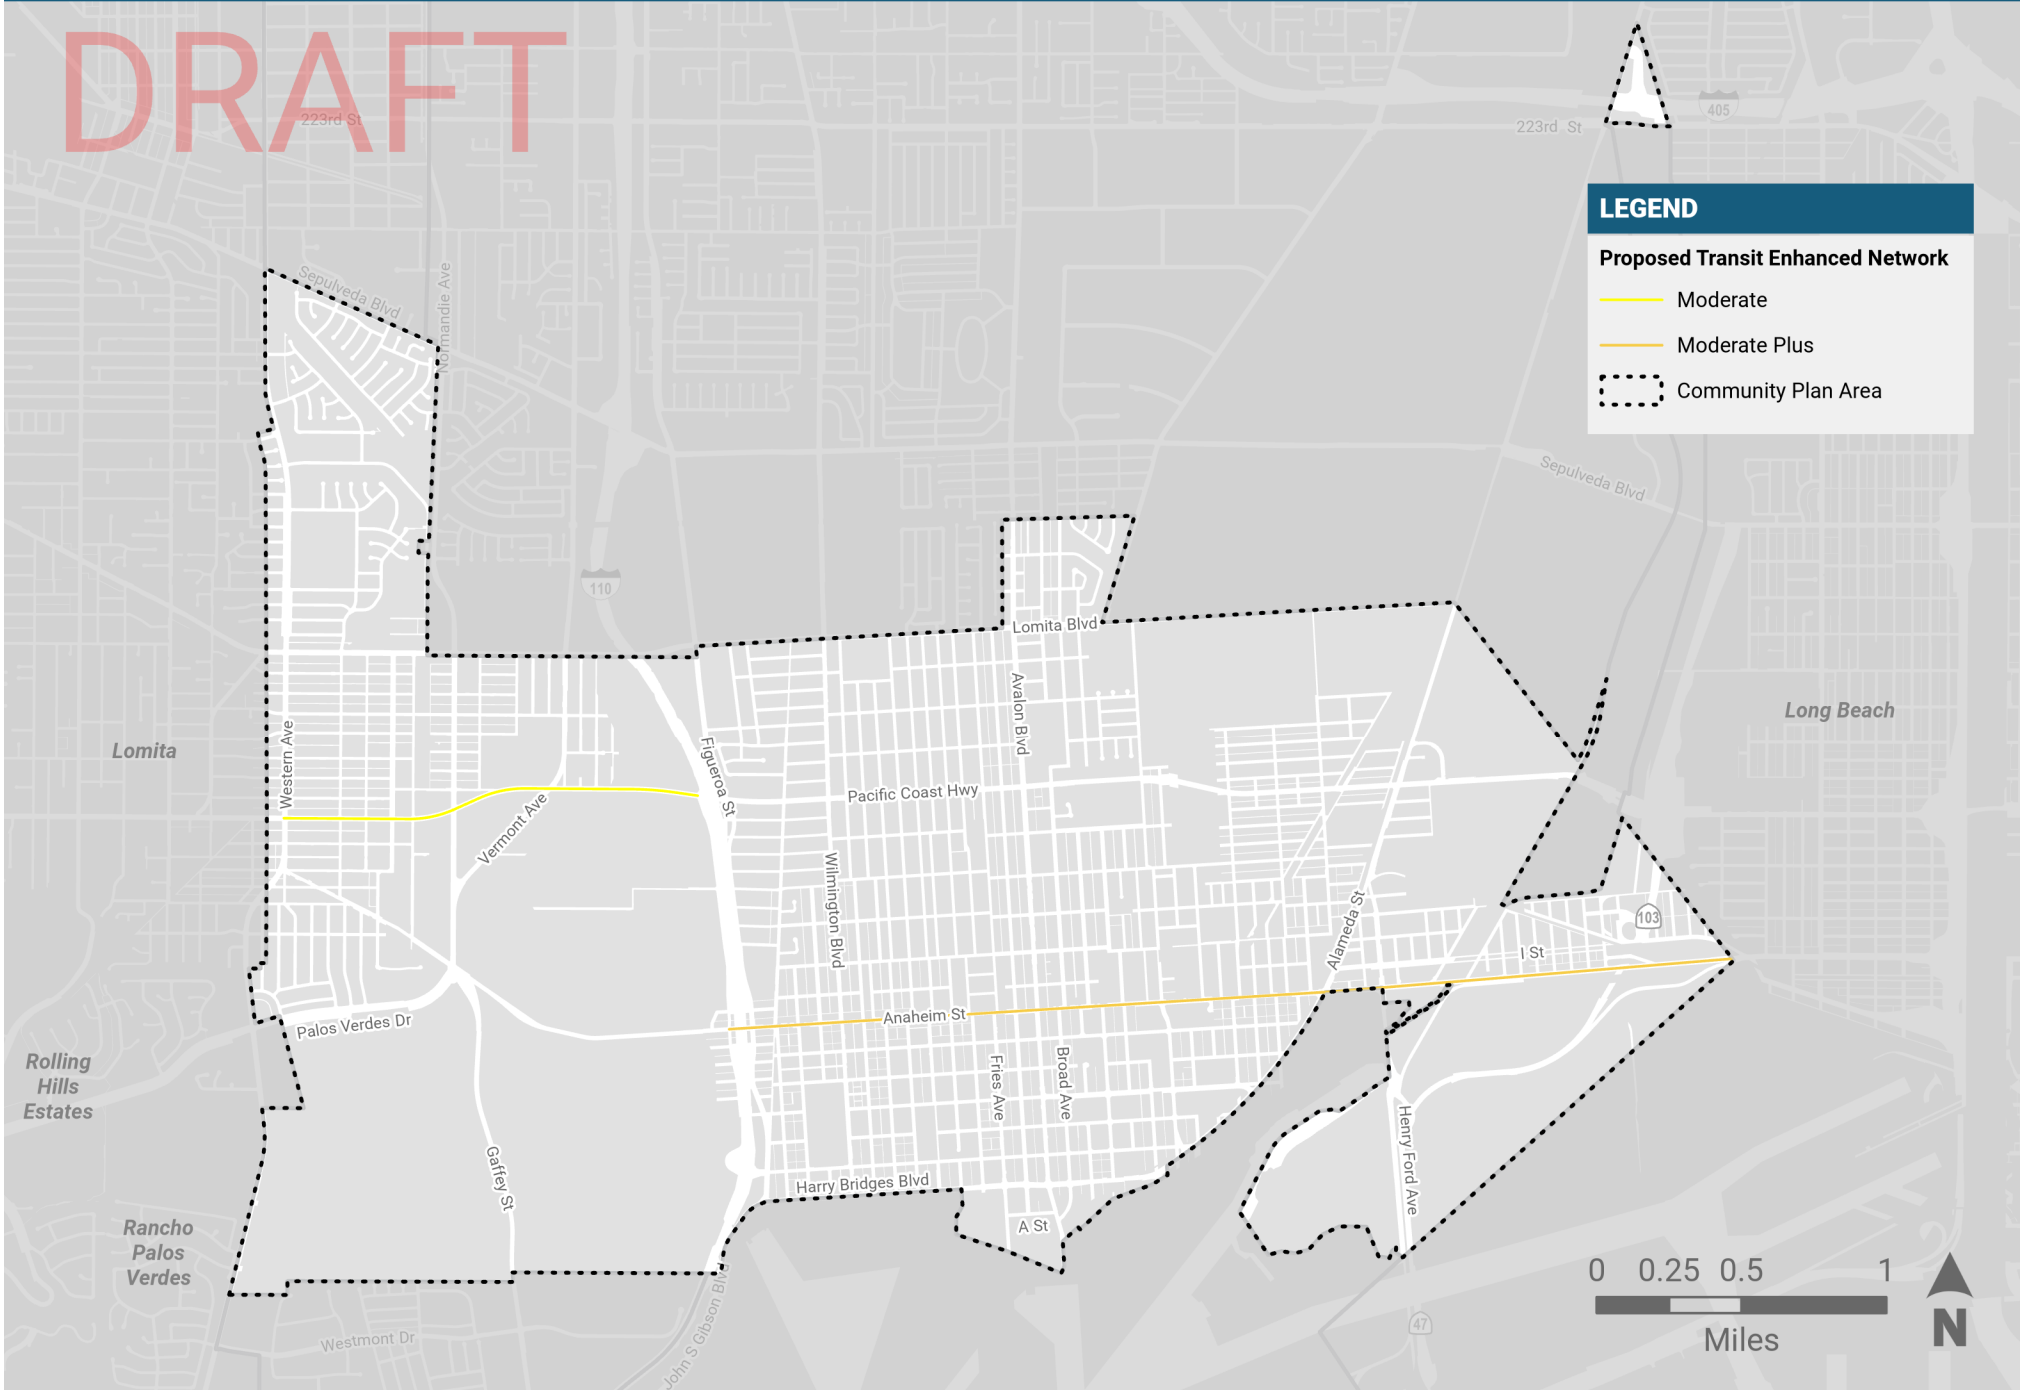 DRAFT
223rd St
223rd St
405
LEGEND
Proposed Transit Enhanced Network
Moderate
Moderate Plus
Community Plan Area
Sepulveda Blvd
Normandie Ave
Sepulveda Blvd
110
Lomita Blvd
Avalon Blvd
Long Beach
Lomita
Western Ave
Figueroa St
Pacific Coast Hwy
Vermont Ave
Wilmington Blvd
Alameda St
103
I St
Palos Verdes Dr
Anaheim St
Rolling
Hills
Estates
Fries Ave
Broad Ave
Henry Ford Ave
Gaffey St
Harry Bridges Blvd
A St
Rancho
Palos
Verdes
John S Gibson Blvd
Westmont Dr
47
0 0.25 0.5 1
Miles
N